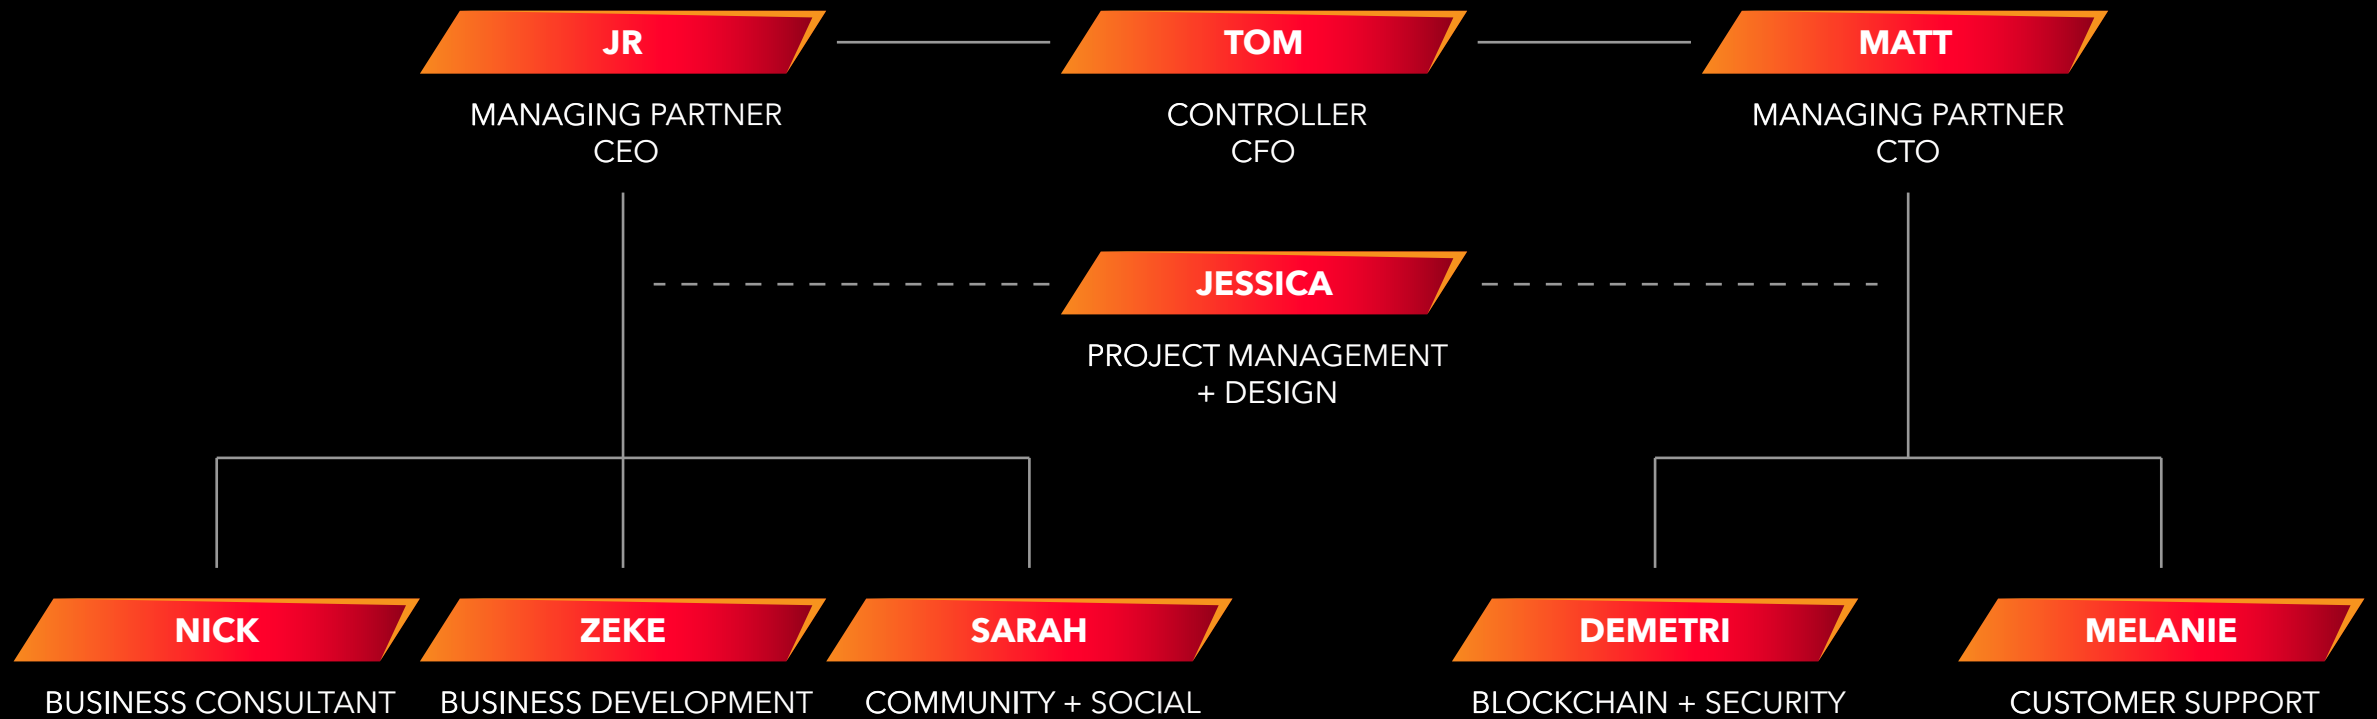 JR
MANAGING PARTNER
CEO
TOM
CONTROLLER
CFO
MATT
MANAGING PARTNER
CTO
JESSICA
PROJECT MANAGEMENT
+ DESIGN
NICK
BUSINESS CONSULTANT
ZEKE
BUSINESS DEVELOPMENT
SARAH
COMMUNITY + SOCIAL
DEMETRI
BLOCKCHAIN + SECURITY
MELANIE
CUSTOMER SUPPORT